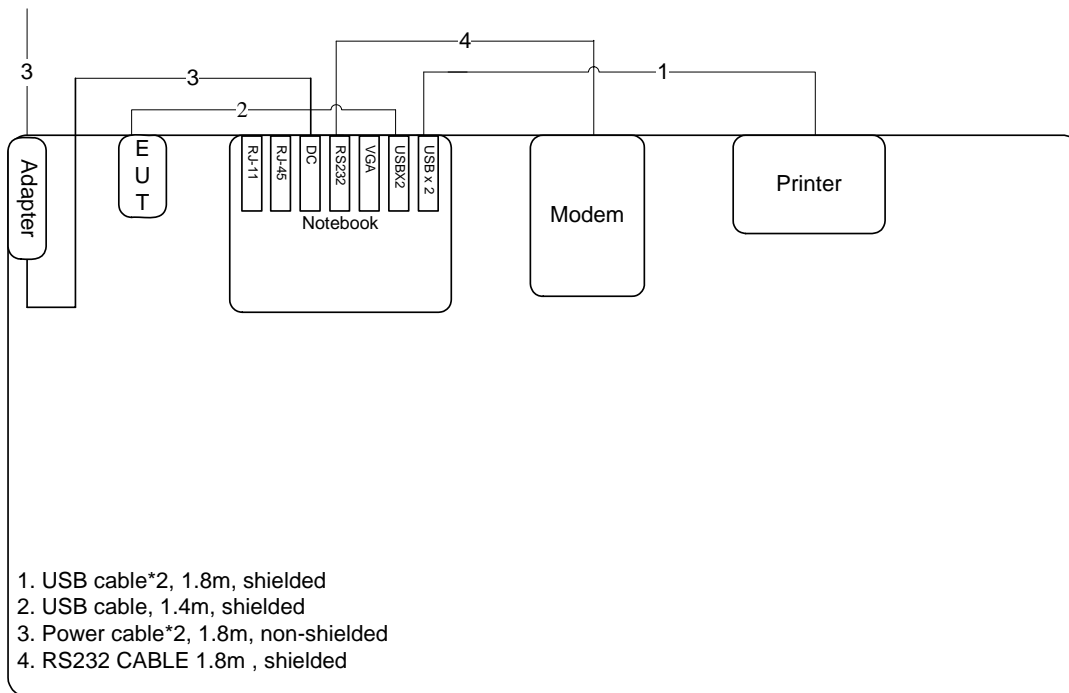 4
3
3
1
2
Adapter
E
U
T
RJ-11
RJ-45
DC
RS232
VGA
USBX2
USB x 2
Notebook
Modem
Printer
1. USB cable*2, 1.8m, shielded
2. USB cable, 1.4m, shielded
3. Power cable*2, 1.8m, non-shielded
4. RS232 CABLE 1.8m , shielded